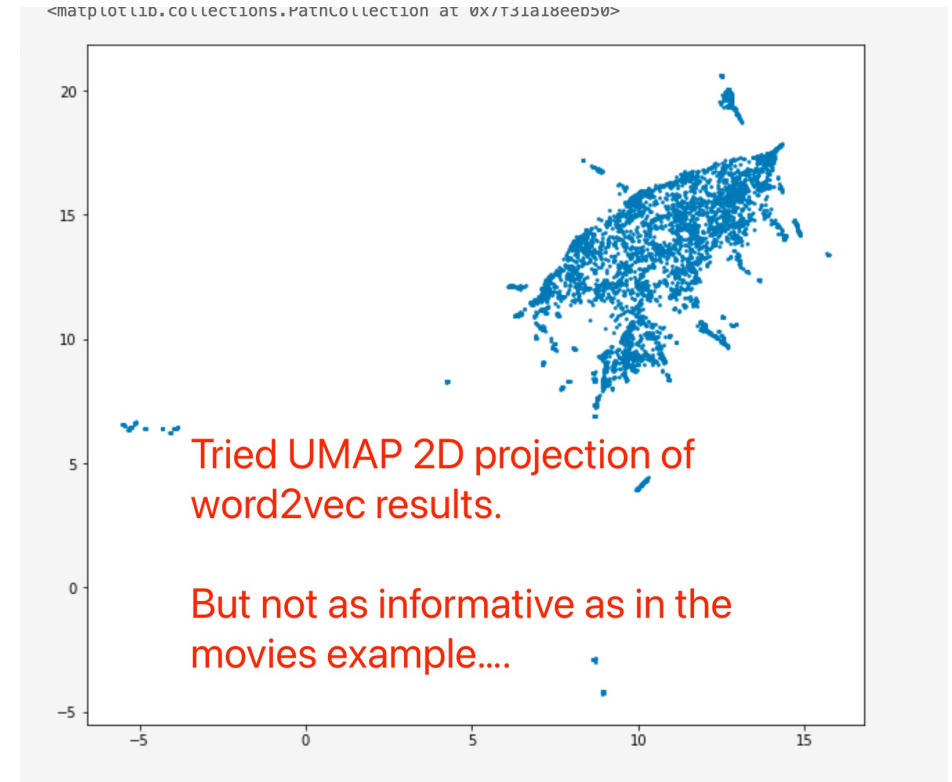 <matplotlib.collections.PathCollection at 0x7f31a18eeb50>
20
15
10
5
0
−5
−5 0 5 10 15
Tried UMAP 2D projection of
word2vec results.
But not as informative as in the
movies example....